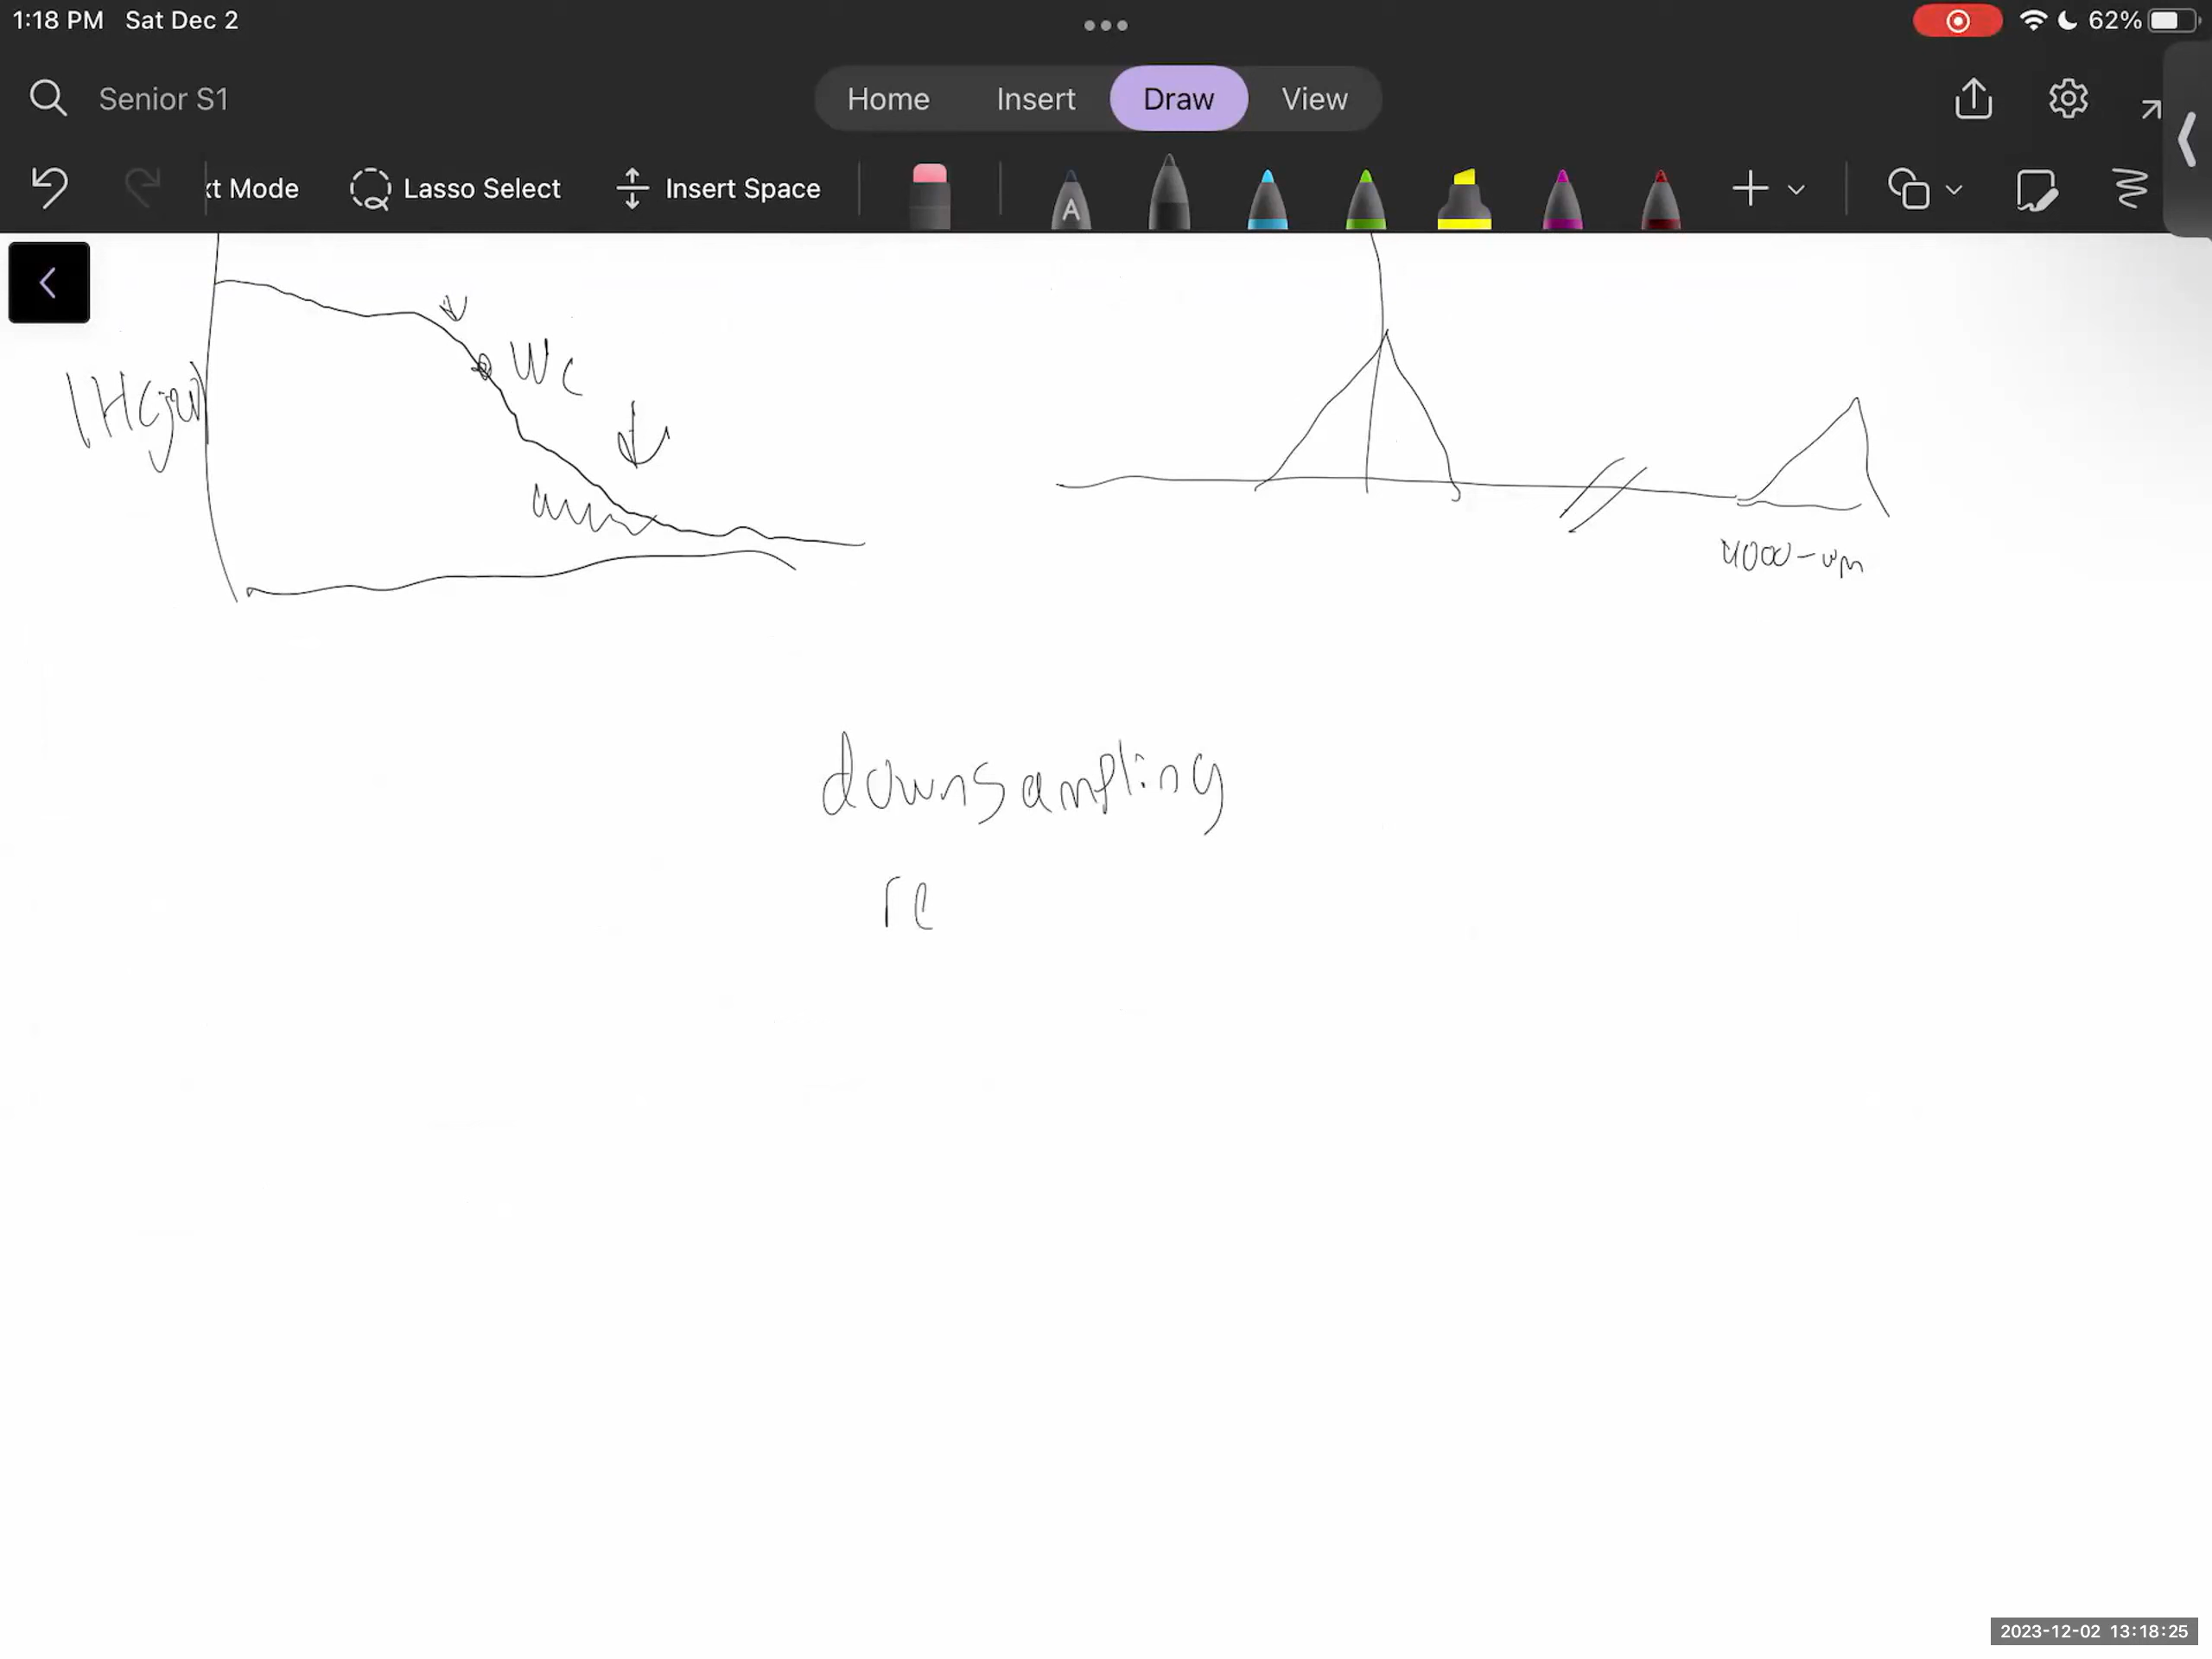 1:18 PM Sat Dec 2
62%
Senior S1
Home Insert Draw View
xt Mode Lasso Select Insert Space
A
|H(jw)
wc
4000-wm
downsampling
re
2023-12-02 13:18:25